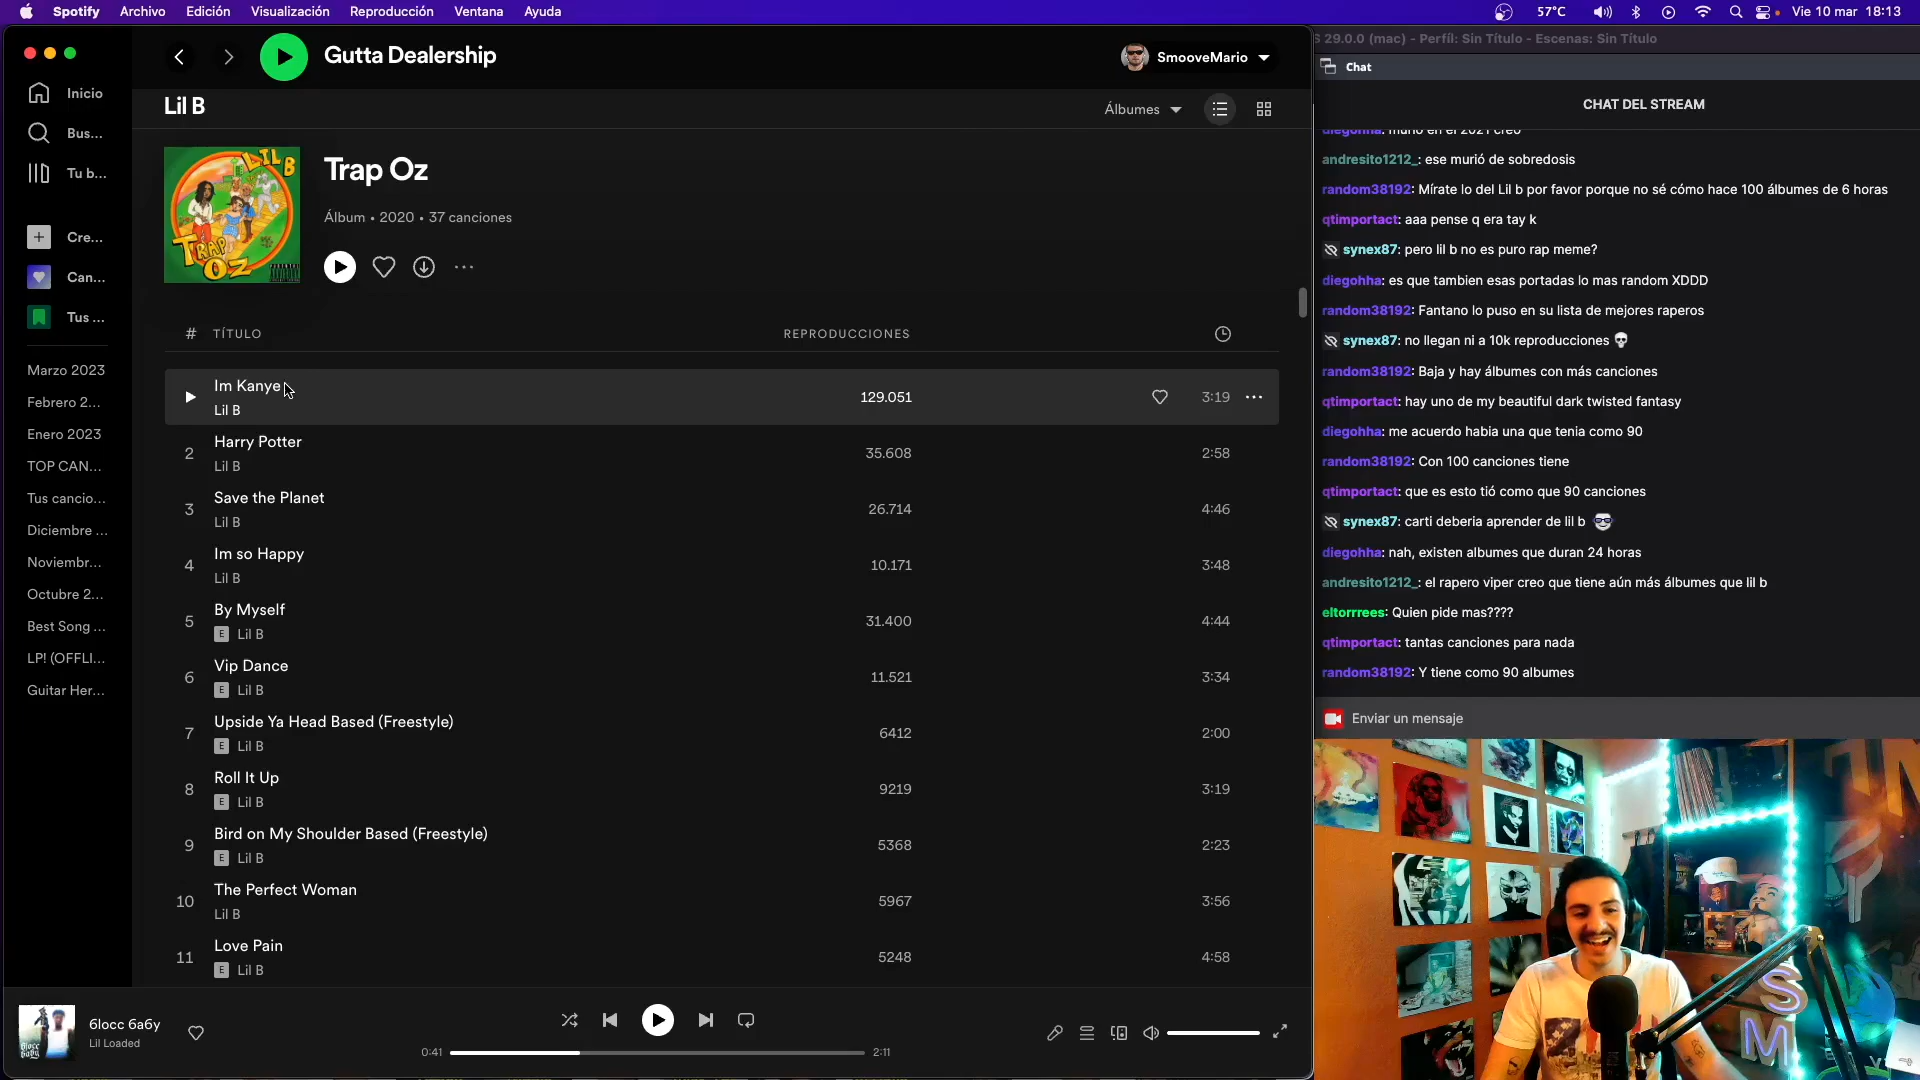 Spotify Archivo Edición Visualización Reproducción Ventana Ayuda
57°C
Vie 10 mar 18:13
29.0.0 (mac) - Perfil: Sin Título - Escenas: Sin Título
Gutta Dealership
SmooveMario
Chat
Inicio
Bus...
Tu b...
Cre...
Can...
Tus ...
Marzo 2023
Febrero 2...
Enero 2023
TOP CAN...
Tus cancio...
Diciembre ...
Noviembr...
Octubre 2...
Best Song ...
LP! (OFFLI...
Guitar Her...
Lil B
Álbumes
LIL B
TRAP OZ
Trap Oz
Álbum • 2020 • 37 canciones
# TÍTULO REPRODUCCIONES
Im Kanye
Lil B
129.051 3:19
2 Harry Potter
Lil B
35.608 2:58
3 Save the Planet
Lil B
26.714 4:46
4 Im so Happy
Lil B
10.171 3:48
5 By Myself
E Lil B
31.400 4:44
6 Vip Dance
E Lil B
11.521 3:34
7 Upside Ya Head Based (Freestyle)
E Lil B
6412 2:00
8 Roll It Up
E Lil B
9219 3:19
9 Bird on My Shoulder Based (Freestyle)
E Lil B
5368 2:23
10 The Perfect Woman
Lil B
5967 3:56
11 Love Pain
E Lil B
5248 4:58
6locc 6a6y
Lil Loaded
0:41
2:11
CHAT DEL STREAM
diegohha: murió en el 2021 creo
andresito1212_: ese murió de sobredosis
random38192: Mírate lo del Lil b por favor porque no sé cómo hace 100 álbumes de 6 horas
qtimportact: aaa pense q era tay k
synex87: pero lil b no es puro rap meme?
diegohha: es que tambien esas portadas lo mas random XDDD
random38192: Fantano lo puso en su lista de mejores raperos
synex87: no llegan ni a 10k reproducciones 💀
random38192: Baja y hay álbumes con más canciones
qtimportact: hay uno de my beautiful dark twisted fantasy
diegohha: me acuerdo habia una que tenia como 90
random38192: Con 100 canciones tiene
qtimportact: que es esto tió como que 90 canciones
synex87: carti deberia aprender de lil b
diegohha: nah, existen albumes que duran 24 horas
andresito1212_: el rapero viper creo que tiene aún más álbumes que lil b
eltorrrees: Quien pide mas????
qtimportact: tantas canciones para nada
random38192: Y tiene como 90 albumes
Enviar un mensaje
SM